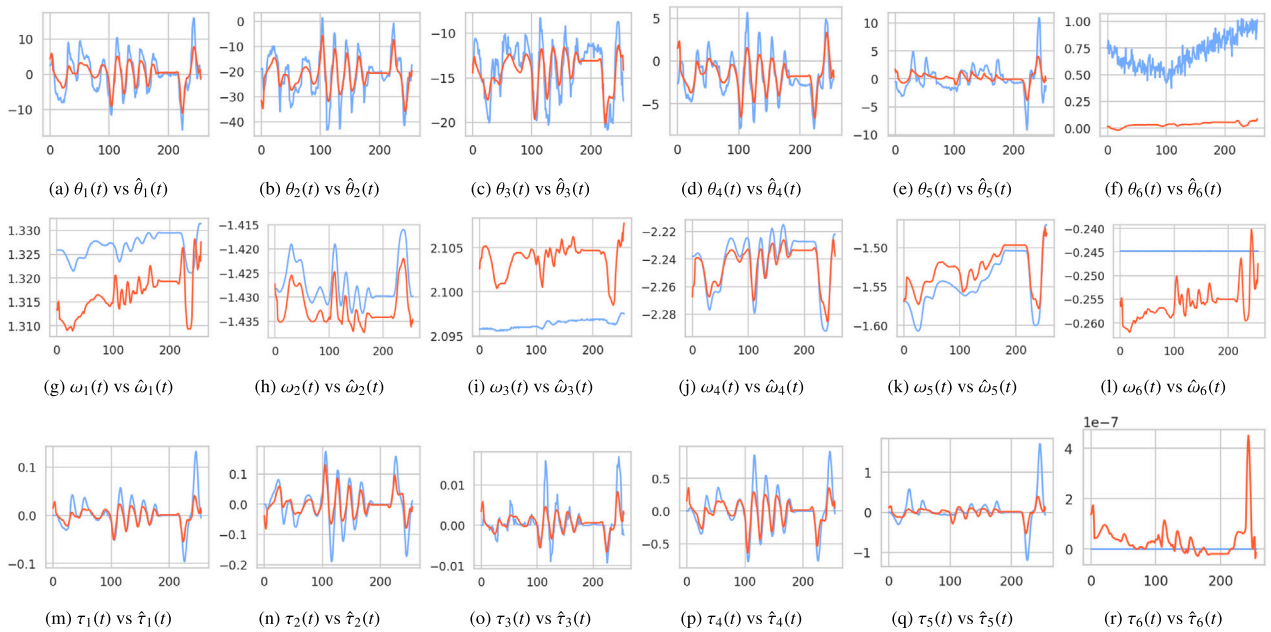 10
0
−10
0 100 200
(a) θ₁(t) vs θ̂₁(t)
0
−10
−20
−30
−40
0 100 200
(b) θ₂(t) vs θ̂₂(t)
−10
−15
−20
0 100 200
(c) θ₃(t) vs θ̂₃(t)
5
0
−5
0 100 200
(d) θ₄(t) vs θ̂₄(t)
10
5
0
−5
−10
0 100 200
(e) θ₅(t) vs θ̂₅(t)
1.00
0.75
0.50
0.25
0.00
0 100 200
(f) θ₆(t) vs θ̂₆(t)
1.330
1.325
1.320
1.315
1.310
0 100 200
(g) ω₁(t) vs ω̂₁(t)
−1.415
−1.420
−1.425
−1.430
−1.435
0 100 200
(h) ω₂(t) vs ω̂₂(t)
2.105
2.100
2.095
0 100 200
(i) ω₃(t) vs ω̂₃(t)
−2.22
−2.24
−2.26
−2.28
0 100 200
(j) ω₄(t) vs ω̂₄(t)
−1.50
−1.55
−1.60
0 100 200
(k) ω₅(t) vs ω̂₅(t)
−0.240
−0.245
−0.250
−0.255
−0.260
0 100 200
(l) ω₆(t) vs ω̂₆(t)
0.1
0.0
−0.1
0 100 200
(m) τ₁(t) vs τ̂₁(t)
0.1
0.0
−0.1
−0.2
0 100 200
(n) τ₂(t) vs τ̂₂(t)
0.01
0.00
−0.01
0 100 200
(o) τ₃(t) vs τ̂₃(t)
0.5
0.0
−0.5
0 100 200
(p) τ₄(t) vs τ̂₄(t)
1
0
−1
0 100 200
(q) τ₅(t) vs τ̂₅(t)
1e−7
4
2
0
0 100 200
(r) τ₆(t) vs τ̂₆(t)